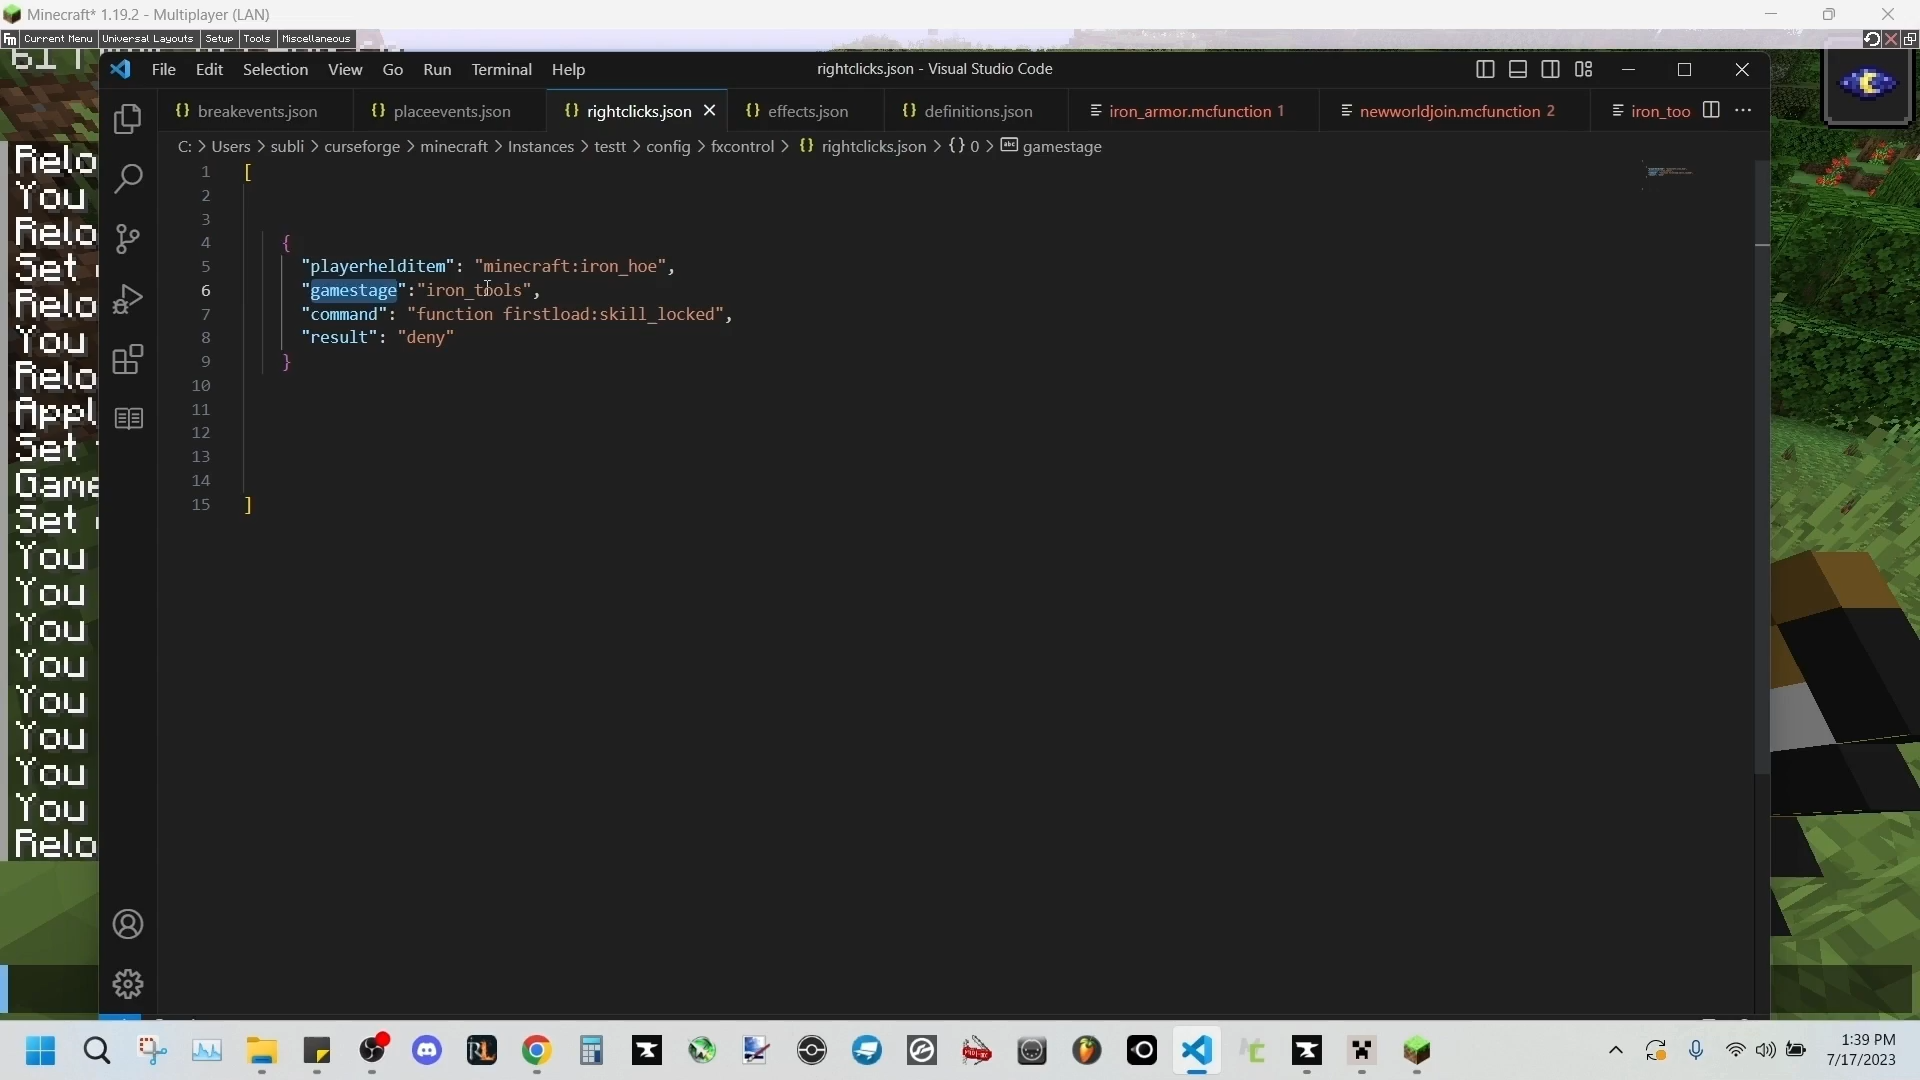 Minecraft* 1.19.2 - Multiplayer (LAN)
Fm Current Menu Universal Layouts Setup Tools Miscellaneous
File Edit Selection View Go Run Terminal Help
rightclicks.json - Visual Studio Code
breakevents.json placeevents.json rightclicks.json effects.json definitions.json iron_armor.mcfunction 1 newworldjoin.mcfunction 2 iron_too
C: > Users > subli > curseforge > minecraft > Instances > testt > config > fxcontrol > {} rightclicks.json > {} 0 > abc gamestage
1 [
2
3
4 {
5 "playerhelditem": "minecraft:iron_hoe",
6 "gamestage":"iron_tools",
7 "command": "function firstload:skill_locked",
8 "result": "deny"
9 }
10
11
12
13
14
15 ]
Relo
You
Relo
Set
Relo
You
Relo
Appl
Set
Game
Set
You
You
You
You
You
You
You
You
Relo
1:39 PM
7/17/2023